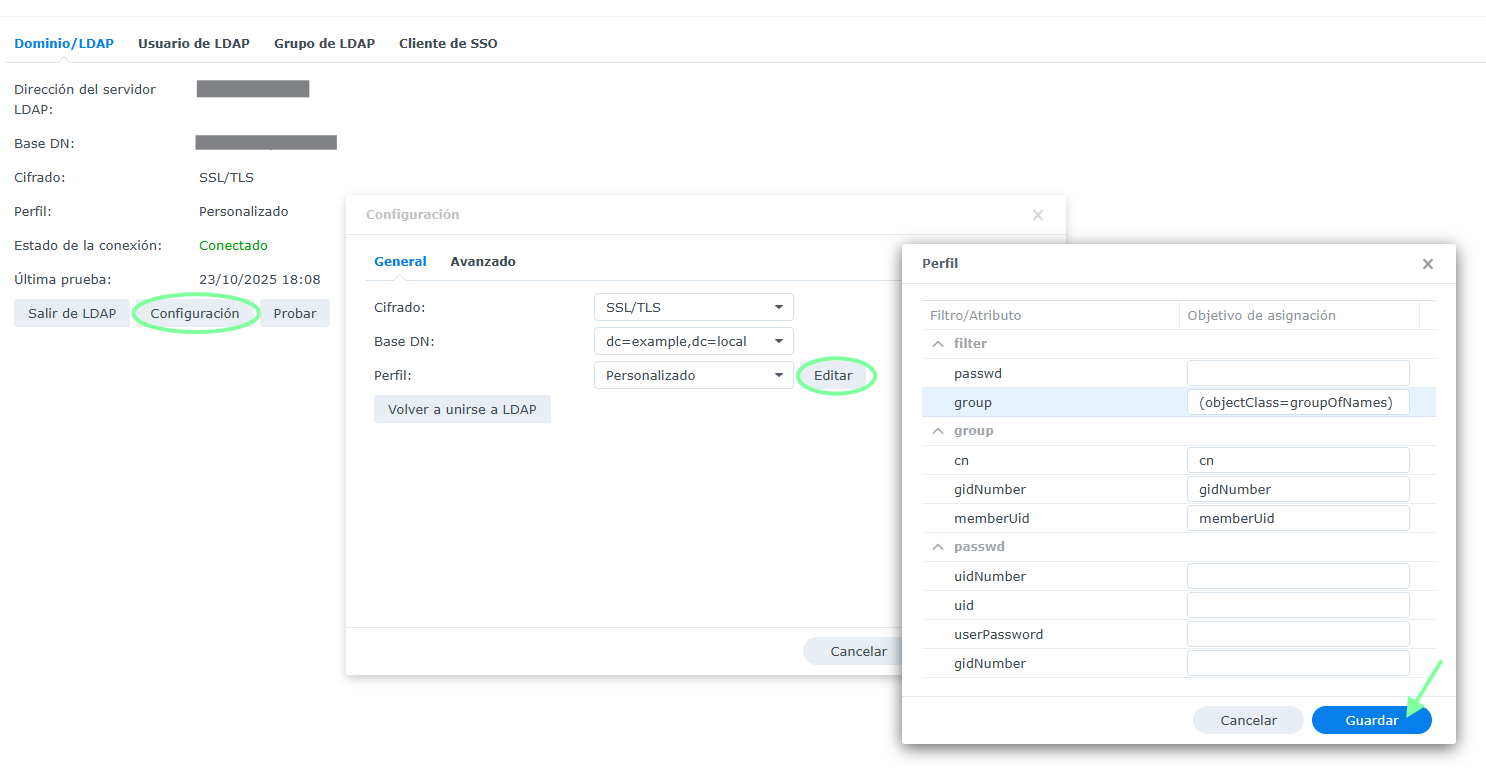 Dominio/LDAP Usuario de LDAP Grupo de LDAP Cliente de SSO
Dirección del servidor
LDAP:
Base DN:
Cifrado: SSL/TLS
Perfil: Personalizado
Estado de la conexión: Conectado
Última prueba: 23/10/2025 18:08
Salir de LDAP Configuración Probar
Configuración
General Avanzado
Cifrado: SSL/TLS
Base DN: dc=example,dc=local
Perfil: Personalizado Editar
Volver a unirse a LDAP
Cancelar
Perfil
Filtro/Atributo Objetivo de asignación
filter
passwd
group (objectClass=groupOfNames)
group
cn cn
gidNumber gidNumber
memberUid memberUid
passwd
uidNumber
uid
userPassword
gidNumber
Cancelar Guardar